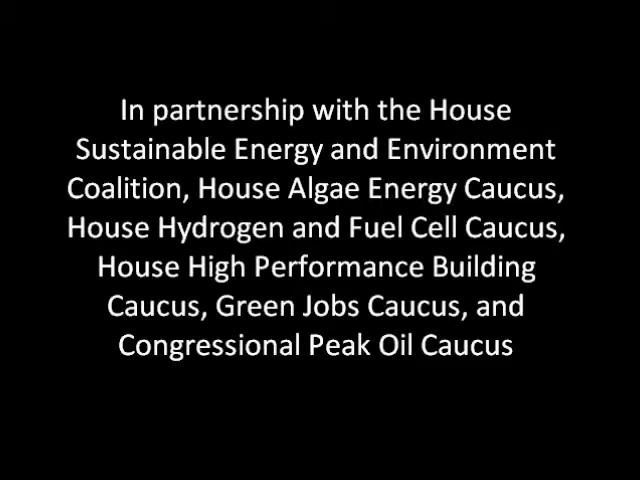 In partnership with the House
Sustainable Energy and Environment
Coalition, House Algae Energy Caucus,
House Hydrogen and Fuel Cell Caucus,
House High Performance Building
Caucus, Green Jobs Caucus, and
Congressional Peak Oil Caucus